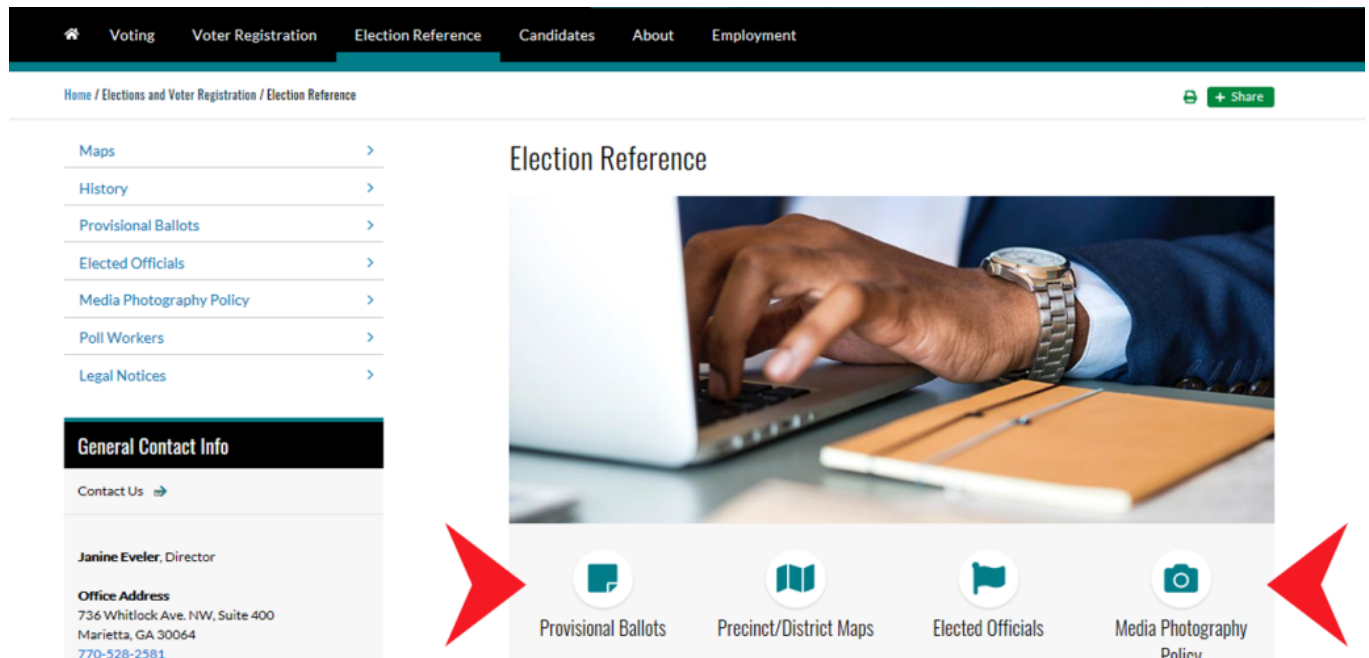 Voting Voter Registration Election Reference Candidates About Employment
Home / Elections and Voter Registration / Election Reference
+ Share
Maps
History
Provisional Ballots
Elected Officials
Media Photography Policy
Poll Workers
Legal Notices
General Contact Info
Contact Us
Janine Eveler, Director
Office Address
736 Whitlock Ave. NW, Suite 400
Marietta, GA 30064
770-528-2581
Election Reference
Provisional Ballots
Precinct/District Maps
Elected Officials
Media Photography
Policy